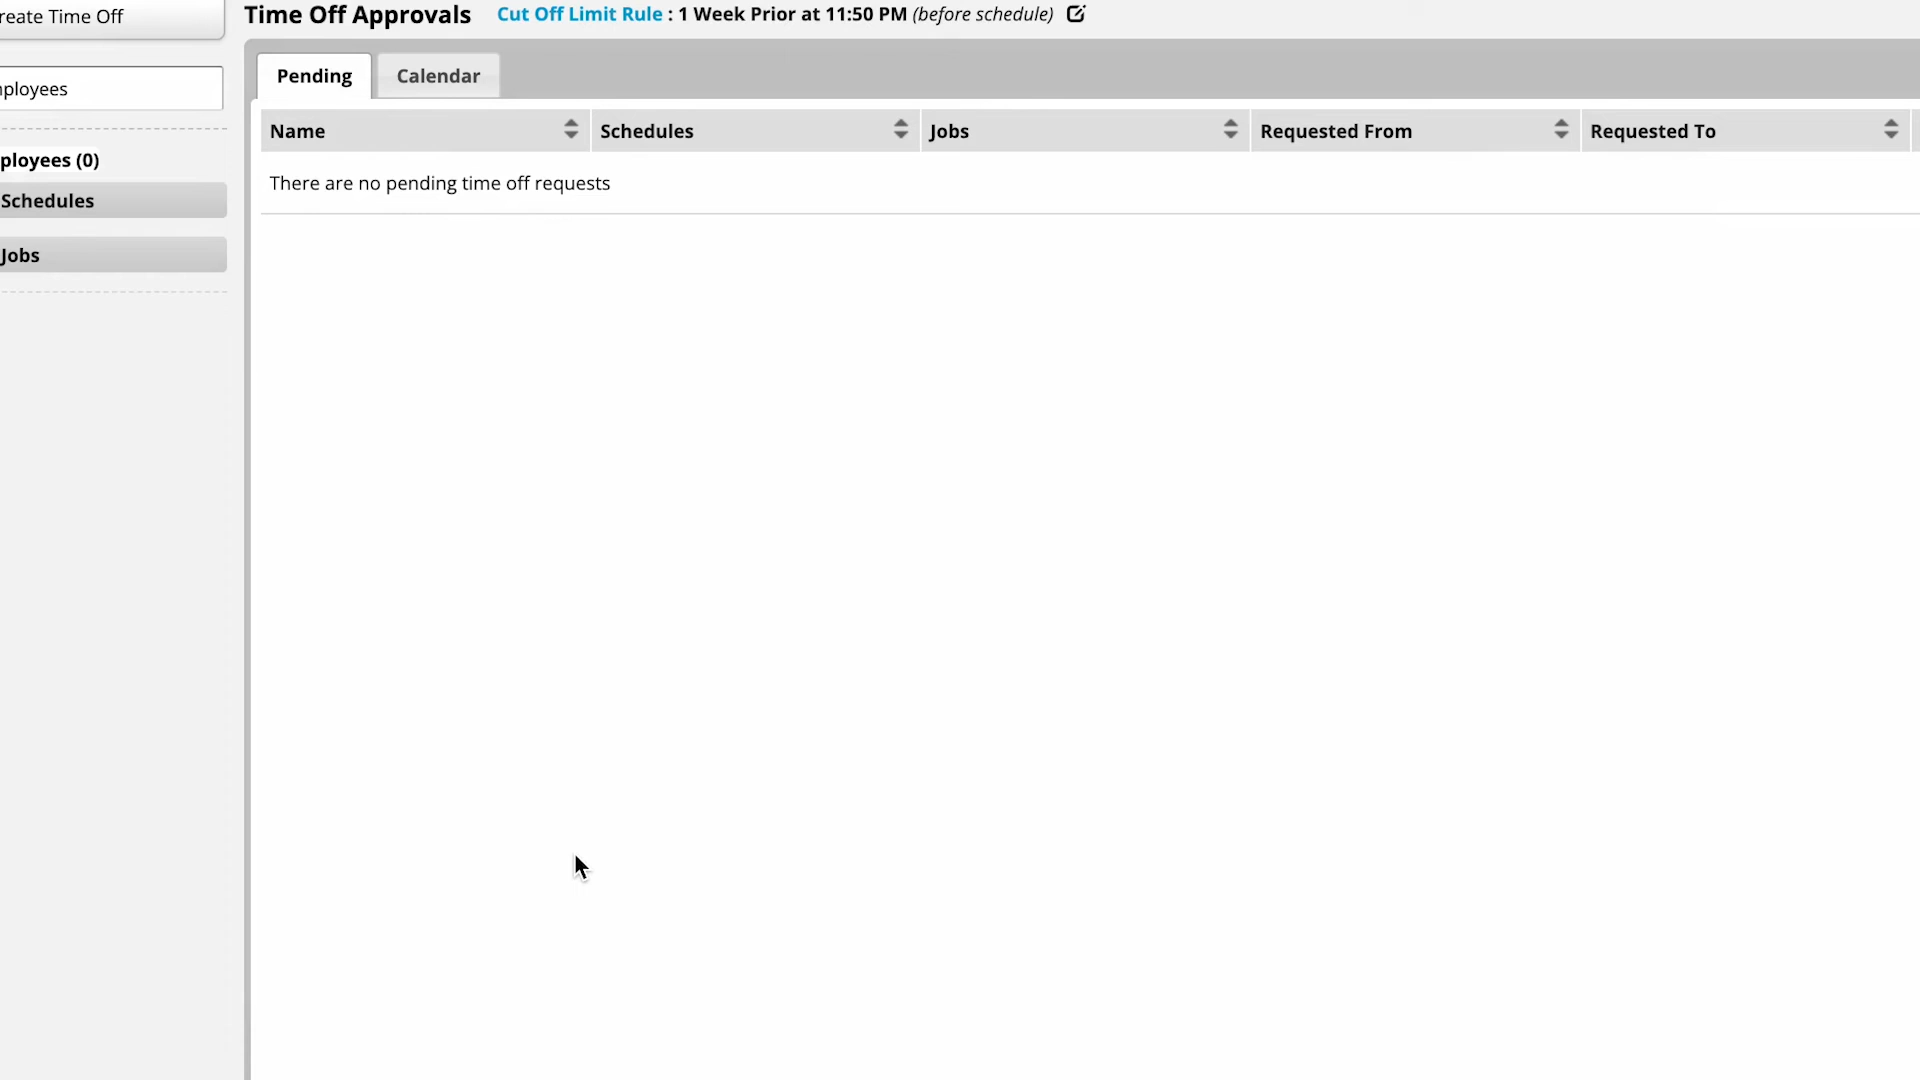 reate Time Off
Time Off Approvals Cut Off Limit Rule : 1 Week Prior at 11:50 PM (before schedule)
Pending Calendar
ployees
Name Schedules Jobs Requested From Requested To
ployees (0)
There are no pending time off requests
Schedules
Jobs